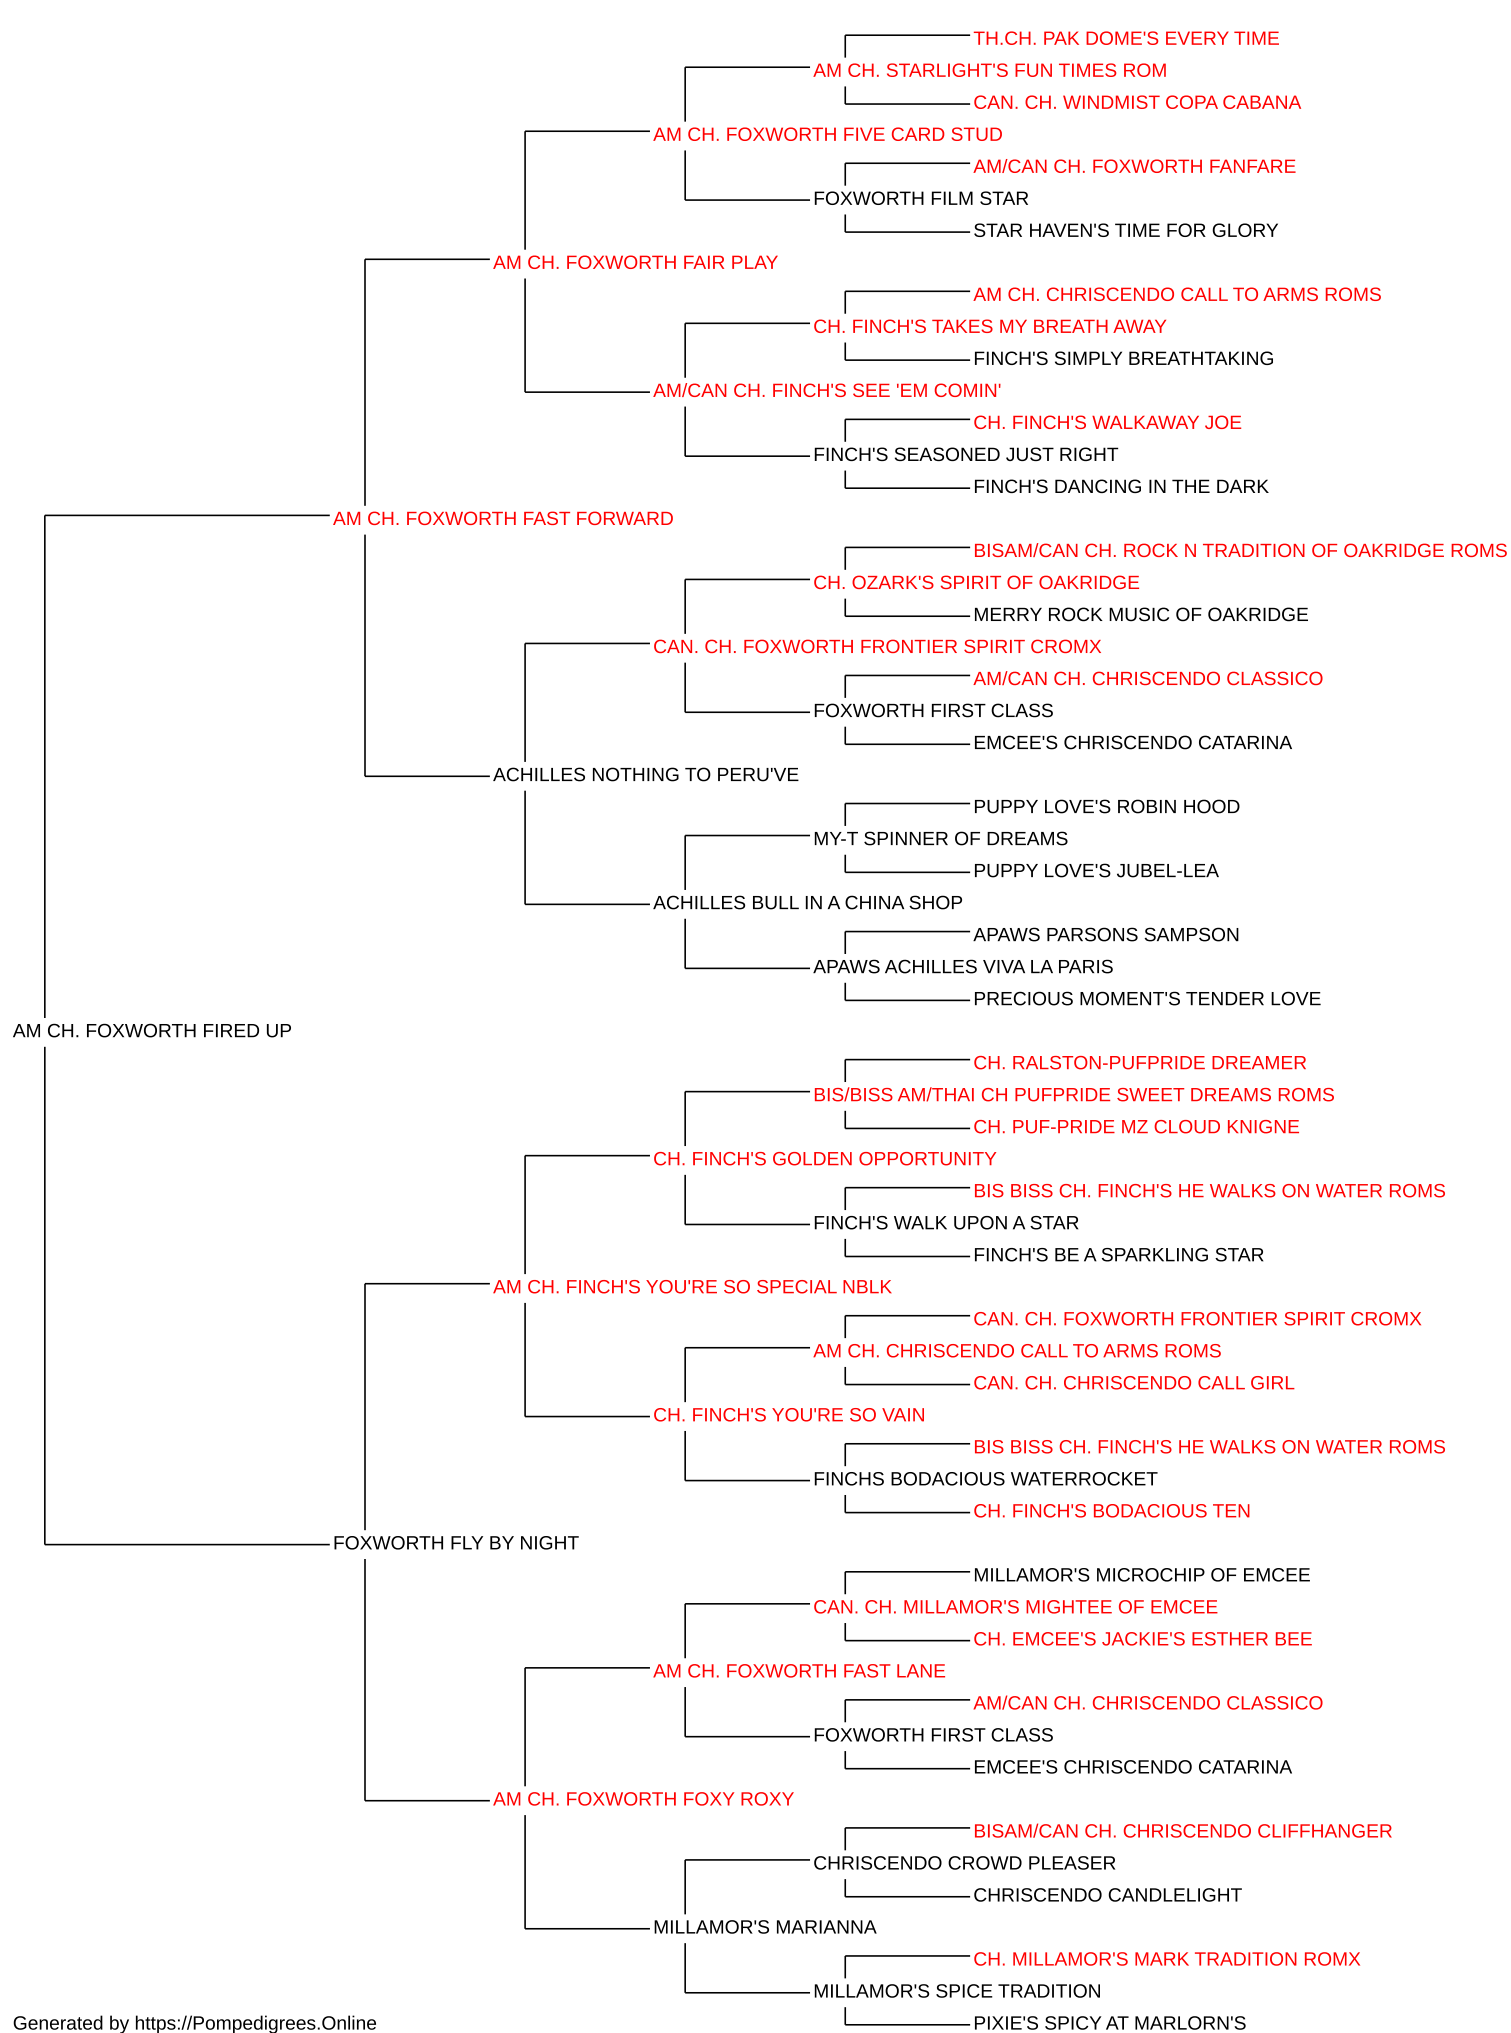 TH.CH. PAK DOME'S EVERY TIME
AM CH. STARLIGHT'S FUN TIMES ROM
CAN. CH. WINDMIST COPA CABANA
AM CH. FOXWORTH FIVE CARD STUD
AM/CAN CH. FOXWORTH FANFARE
FOXWORTH FILM STAR
STAR HAVEN'S TIME FOR GLORY
AM CH. FOXWORTH FAIR PLAY
AM CH. CHRISCENDO CALL TO ARMS ROMS
CH. FINCH'S TAKES MY BREATH AWAY
FINCH'S SIMPLY BREATHTAKING
AM/CAN CH. FINCH'S SEE 'EM COMIN'
CH. FINCH'S WALKAWAY JOE
FINCH'S SEASONED JUST RIGHT
FINCH'S DANCING IN THE DARK
AM CH. FOXWORTH FAST FORWARD
BISAM/CAN CH. ROCK N TRADITION OF OAKRIDGE ROMS
CH. OZARK'S SPIRIT OF OAKRIDGE
MERRY ROCK MUSIC OF OAKRIDGE
CAN. CH. FOXWORTH FRONTIER SPIRIT CROMX
AM/CAN CH. CHRISCENDO CLASSICO
FOXWORTH FIRST CLASS
EMCEE'S CHRISCENDO CATARINA
ACHILLES NOTHING TO PERU'VE
PUPPY LOVE'S ROBIN HOOD
MY-T SPINNER OF DREAMS
PUPPY LOVE'S JUBEL-LEA
ACHILLES BULL IN A CHINA SHOP
APAWS PARSONS SAMPSON
APAWS ACHILLES VIVA LA PARIS
PRECIOUS MOMENT'S TENDER LOVE
AM CH. FOXWORTH FIRED UP
CH. RALSTON-PUFPRIDE DREAMER
BIS/BISS AM/THAI CH PUFPRIDE SWEET DREAMS ROMS
CH. PUF-PRIDE MZ CLOUD KNIGNE
CH. FINCH'S GOLDEN OPPORTUNITY
BIS BISS CH. FINCH'S HE WALKS ON WATER ROMS
FINCH'S WALK UPON A STAR
FINCH'S BE A SPARKLING STAR
AM CH. FINCH'S YOU'RE SO SPECIAL NBLK
CAN. CH. FOXWORTH FRONTIER SPIRIT CROMX
AM CH. CHRISCENDO CALL TO ARMS ROMS
CAN. CH. CHRISCENDO CALL GIRL
CH. FINCH'S YOU'RE SO VAIN
BIS BISS CH. FINCH'S HE WALKS ON WATER ROMS
FINCHS BODACIOUS WATERROCKET
CH. FINCH'S BODACIOUS TEN
FOXWORTH FLY BY NIGHT
MILLAMOR'S MICROCHIP OF EMCEE
CAN. CH. MILLAMOR'S MIGHTEE OF EMCEE
CH. EMCEE'S JACKIE'S ESTHER BEE
AM CH. FOXWORTH FAST LANE
AM/CAN CH. CHRISCENDO CLASSICO
FOXWORTH FIRST CLASS
EMCEE'S CHRISCENDO CATARINA
AM CH. FOXWORTH FOXY ROXY
BISAM/CAN CH. CHRISCENDO CLIFFHANGER
CHRISCENDO CROWD PLEASER
CHRISCENDO CANDLELIGHT
MILLAMOR'S MARIANNA
CH. MILLAMOR'S MARK TRADITION ROMX
MILLAMOR'S SPICE TRADITION
PIXIE'S SPICY AT MARLORN'S
Generated by https://Pompedigrees.Online